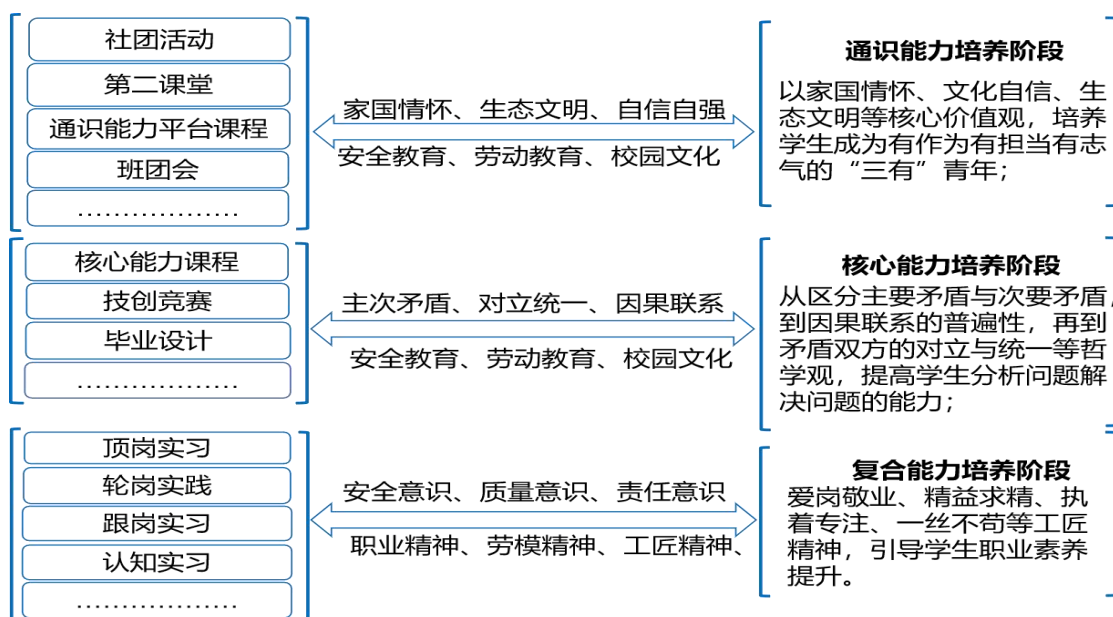 社团活动
第二课堂
通识能力平台课程
班团会
………………
家国情怀、生态文明、自信自强
安全教育、劳动教育、校园文化
通识能力培养阶段
以家国情怀、文化自信、生
态文明等核心价值观，培养
学生成为有作为有担当有志
气的“三有”青年；
核心能力课程
技创竞赛
毕业设计
………………
主次矛盾、对立统一、因果联系
安全教育、劳动教育、校园文化
核心能力培养阶段
从区分主要矛盾与次要矛盾，
到因果联系的普遍性，再到
矛盾双方的对立与统一等哲
学观，提高学生分析问题解
决问题的能力；
顶岗实习
轮岗实践
跟岗实习
认知实习
………………
安全意识、质量意识、责任意识
职业精神、劳模精神、工匠精神、
复合能力培养阶段
爱岗敬业、精益求精、执
着专注、一丝不苟等工匠
精神，引导学生职业素养
提升。